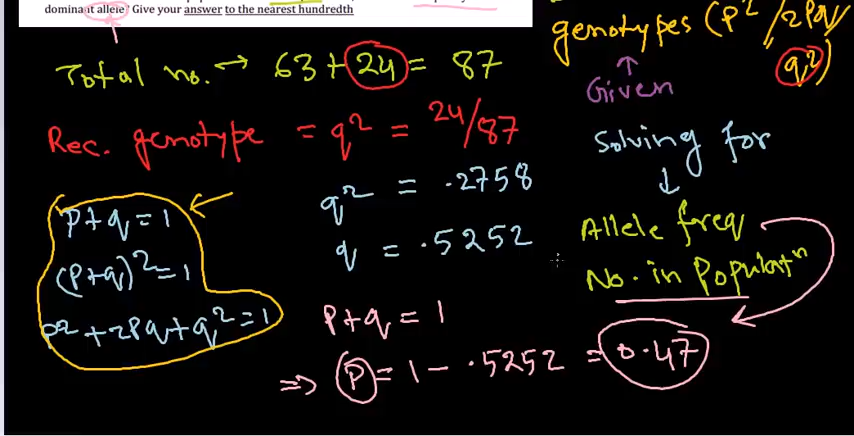 dominant allele? Give your answer to the nearest hundredth
genotypes (p²/2pq/
q²)
Given
Total no. ↔ 63 + 24 = 87
Rec. genotype = q² = 24/87
Solving for
q² = .2758
q = .5252
Allele freq
No. in Populatⁿ
p+q=1
(p+q)²=1
p²+2pq+q²=1
p+q=1
⇒ p = 1 - .5252 = 0.47